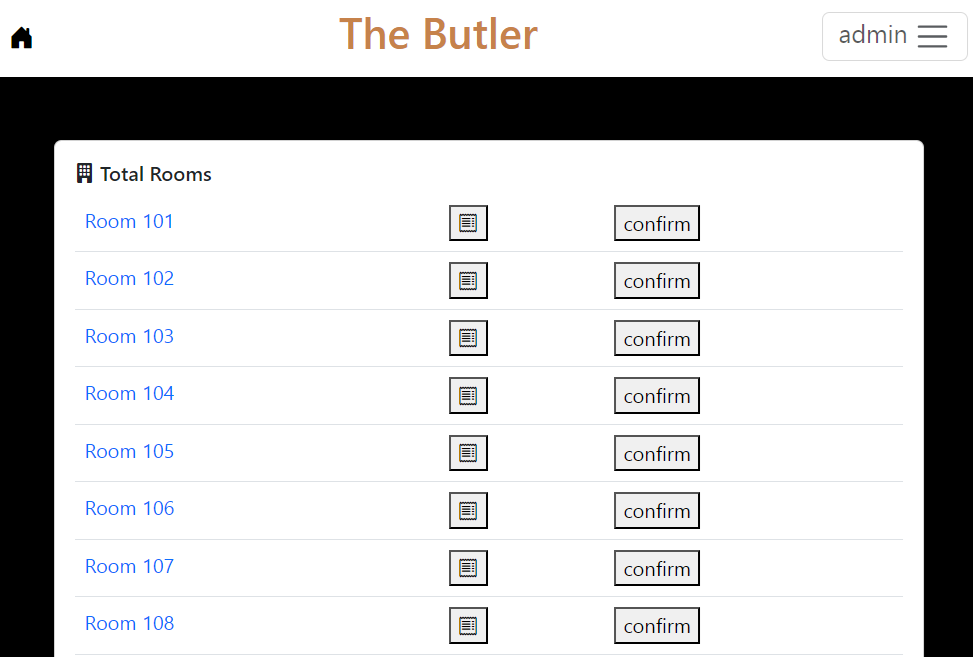 The Butler
admin
Total Rooms
Room 101 confirm
Room 102 confirm
Room 103 confirm
Room 104 confirm
Room 105 confirm
Room 106 confirm
Room 107 confirm
Room 108 confirm